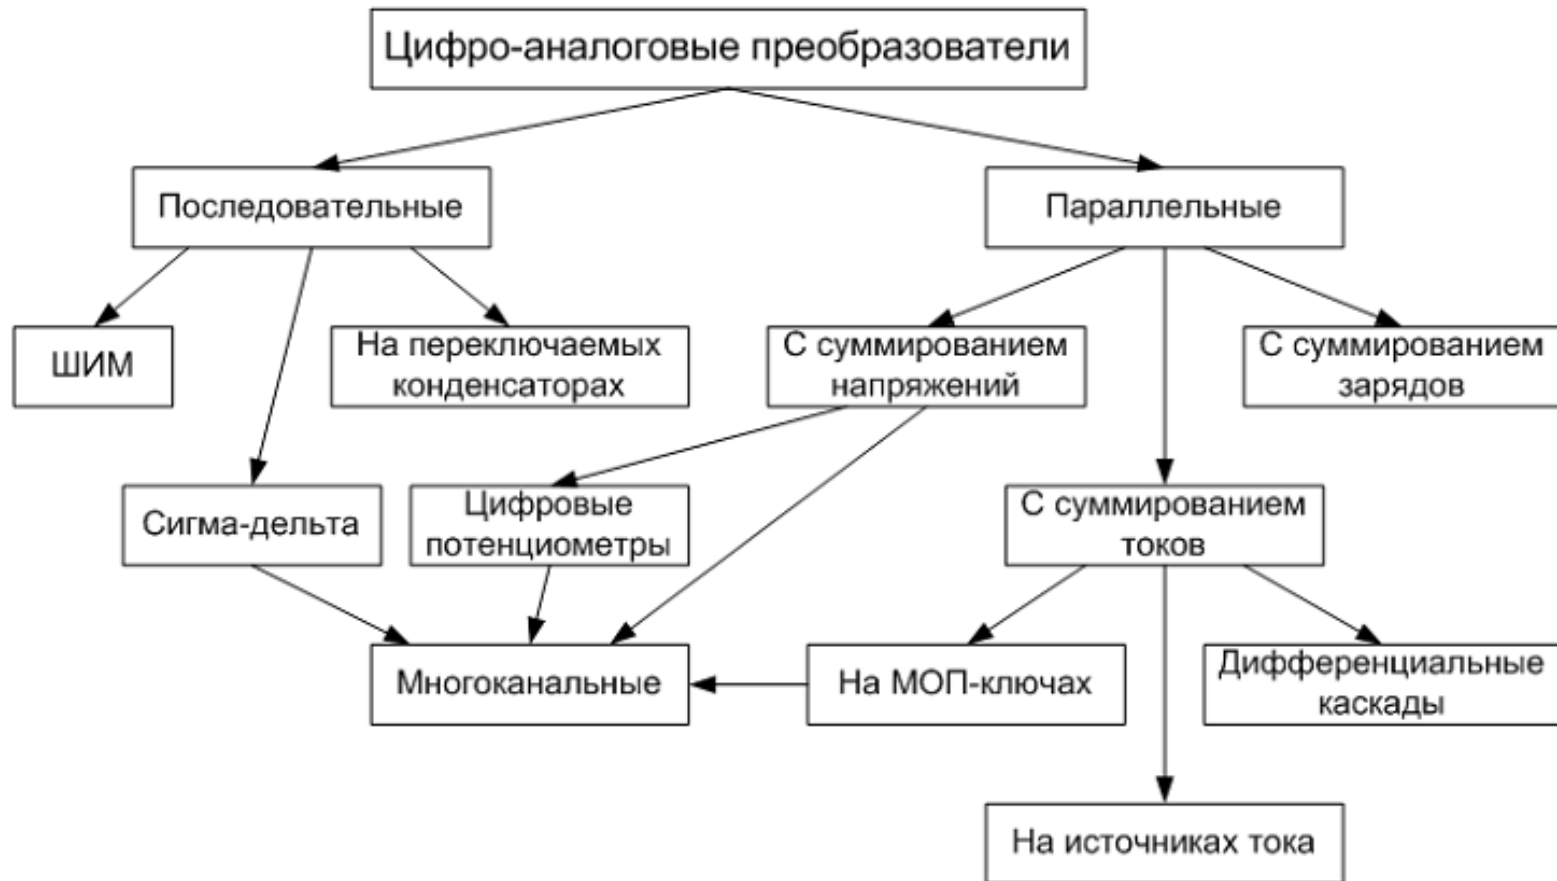 Цифро-аналоговые преобразователи
Последовательные
Параллельные
ШИМ
На переключаемых
конденсаторах
С суммированием
напряжений
С суммированием
зарядов
Сигма-дельта
Цифровые
потенциометры
С суммированием
токов
Многоканальные
На МОП-ключах
Дифференциальные
каскады
На источниках тока